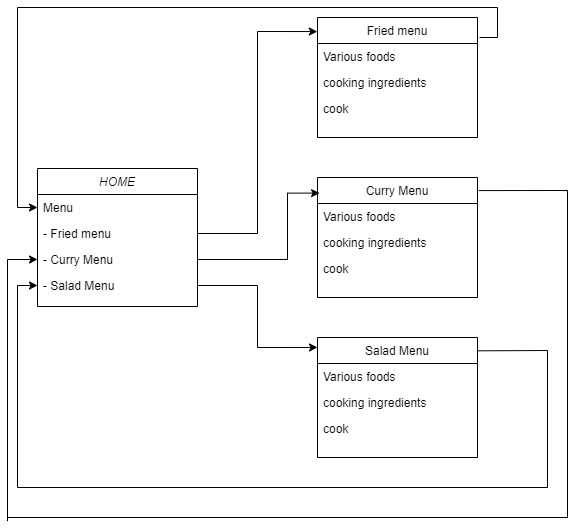 Fried menu
Various foods
cooking ingredients
cook
HOME
Menu
- Fried menu
- Curry Menu
- Salad Menu
Curry Menu
Various foods
cooking ingredients
cook
Salad Menu
Various foods
cooking ingredients
cook